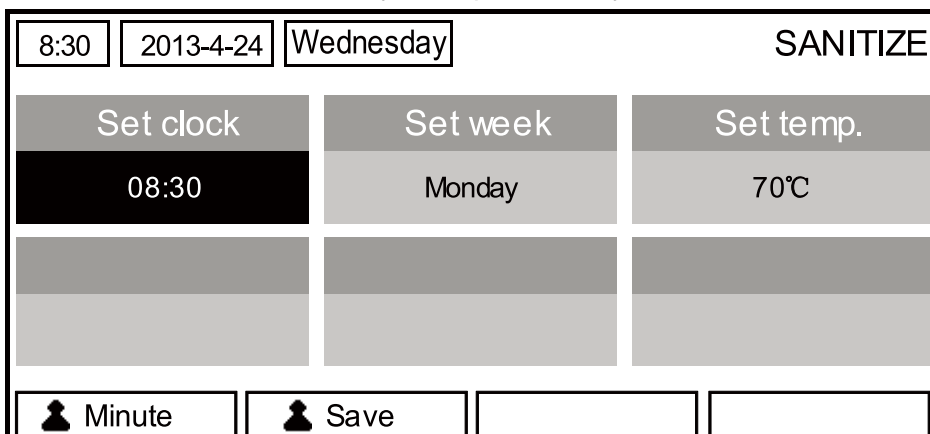 8:30 2013-4-24 Wednesday SANITIZE
Set clock Set week Set temp.
08:30 Monday 70℃
Minute Save